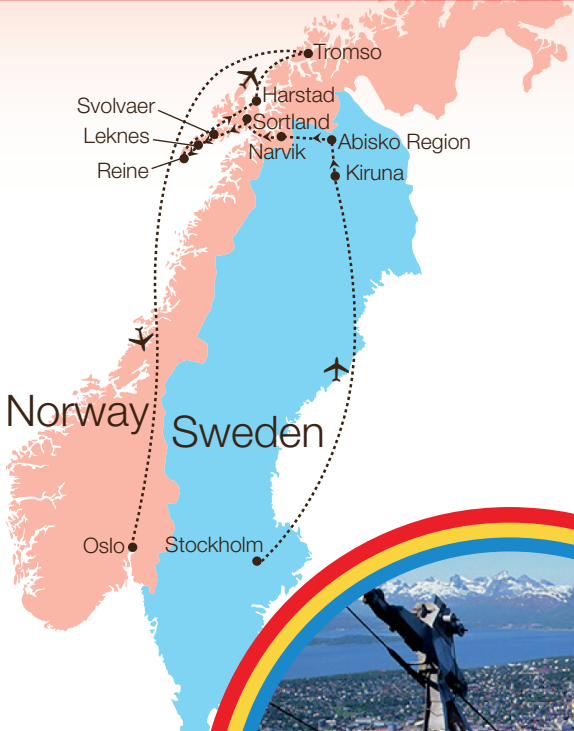 Tromso
Harstad
Svolvaer
Sortland
Leknes
Narvik
Abisko Region
Reine
Kiruna
Norway
Sweden
Oslo
Stockholm